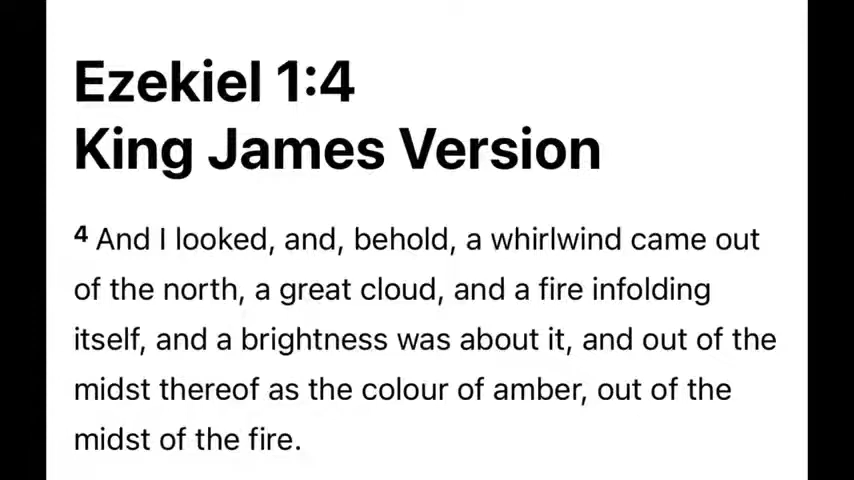 Ezekiel 1:4
King James Version
4 And I looked, and, behold, a whirlwind came out
of the north, a great cloud, and a fire infolding
itself, and a brightness was about it, and out of the
midst thereof as the colour of amber, out of the
midst of the fire.